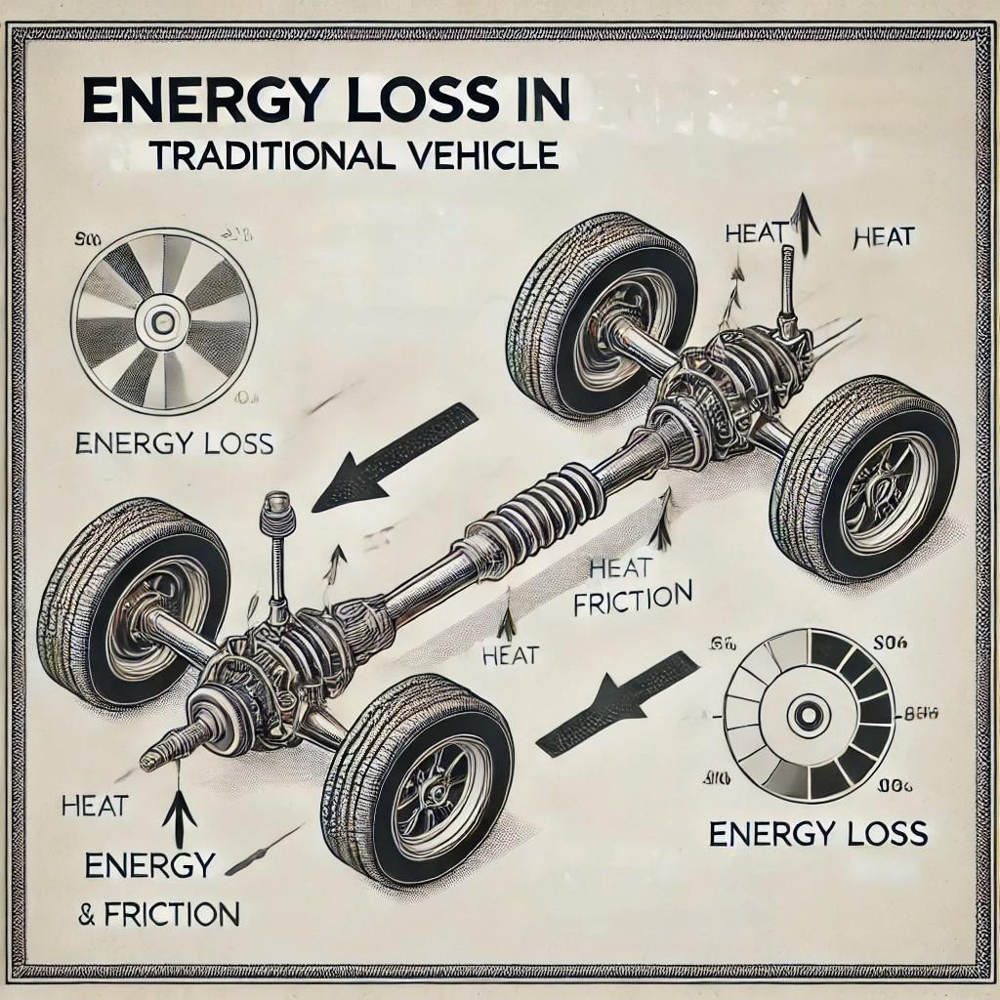 ENERGY LOSS IN
TRADITIONAL VEHICLE
HEAT
HEAT
ENERGY LOSS
HEAT
FRICTION
HEAT
ENERGY LOSS
HEAT
ENERGY
& FRICTION